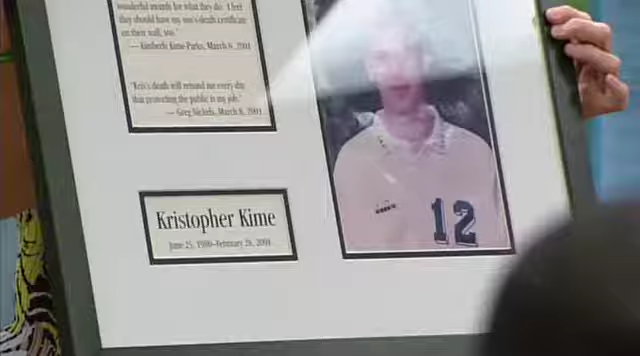 wonderful awards for what they do. I feel
they should have my son's death certificate
on their wall, too."
— Kimberly Kime-Parks, March 8, 2001
"Kris's death will remind me every day
that protecting the public is my job."
— Greg Nickels, March 8, 2001
Kristopher Kime
June 25, 1980–February 28, 2001
12